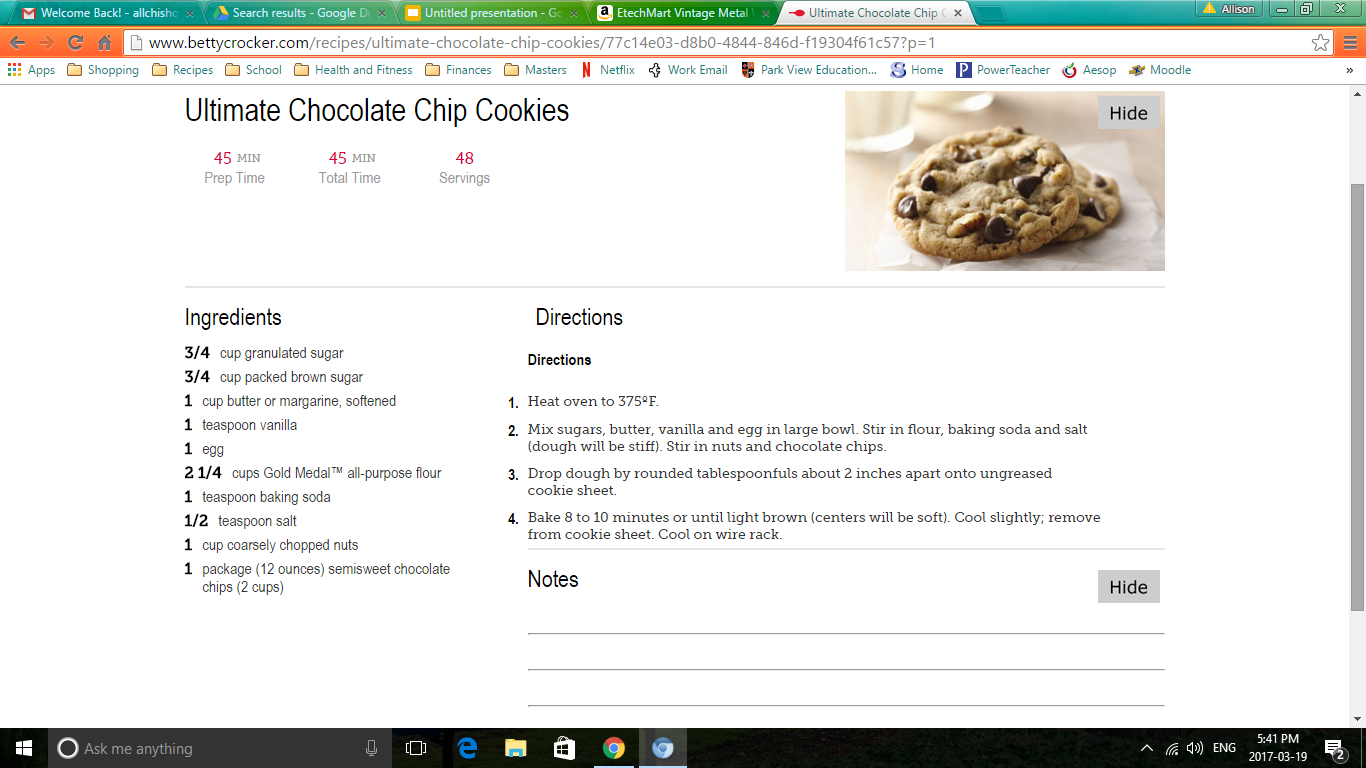 Welcome Back! - allchisho
Search results - Google D
Untitled presentation - Go
EtechMart Vintage Metal
Ultimate Chocolate Chip C
Allison
www.bettycrocker.com/recipes/ultimate-chocolate-chip-cookies/77c14e03-d8b0-4844-846d-f19304f61c57?p=1
Apps Shopping Recipes School Health and Fitness Finances Masters Netflix Work Email Park View Education... Home PowerTeacher Aesop Moodle »
Ultimate Chocolate Chip Cookies
Hide
45 MIN 45 MIN 48
Prep Time Total Time Servings
Ingredients
3/4 cup granulated sugar
3/4 cup packed brown sugar
1 cup butter or margarine, softened
1 teaspoon vanilla
1 egg
2 1/4 cups Gold Medal™ all-purpose flour
1 teaspoon baking soda
1/2 teaspoon salt
1 cup coarsely chopped nuts
1 package (12 ounces) semisweet chocolate
chips (2 cups)
Directions
Directions
1. Heat oven to 375ºF.
2. Mix sugars, butter, vanilla and egg in large bowl. Stir in flour, baking soda and salt
(dough will be stiff). Stir in nuts and chocolate chips.
3. Drop dough by rounded tablespoonfuls about 2 inches apart onto ungreased
cookie sheet.
4. Bake 8 to 10 minutes or until light brown (centers will be soft). Cool slightly; remove
from cookie sheet. Cool on wire rack.
Notes
Hide
Ask me anything
ENG
5:41 PM
2017-03-19
2